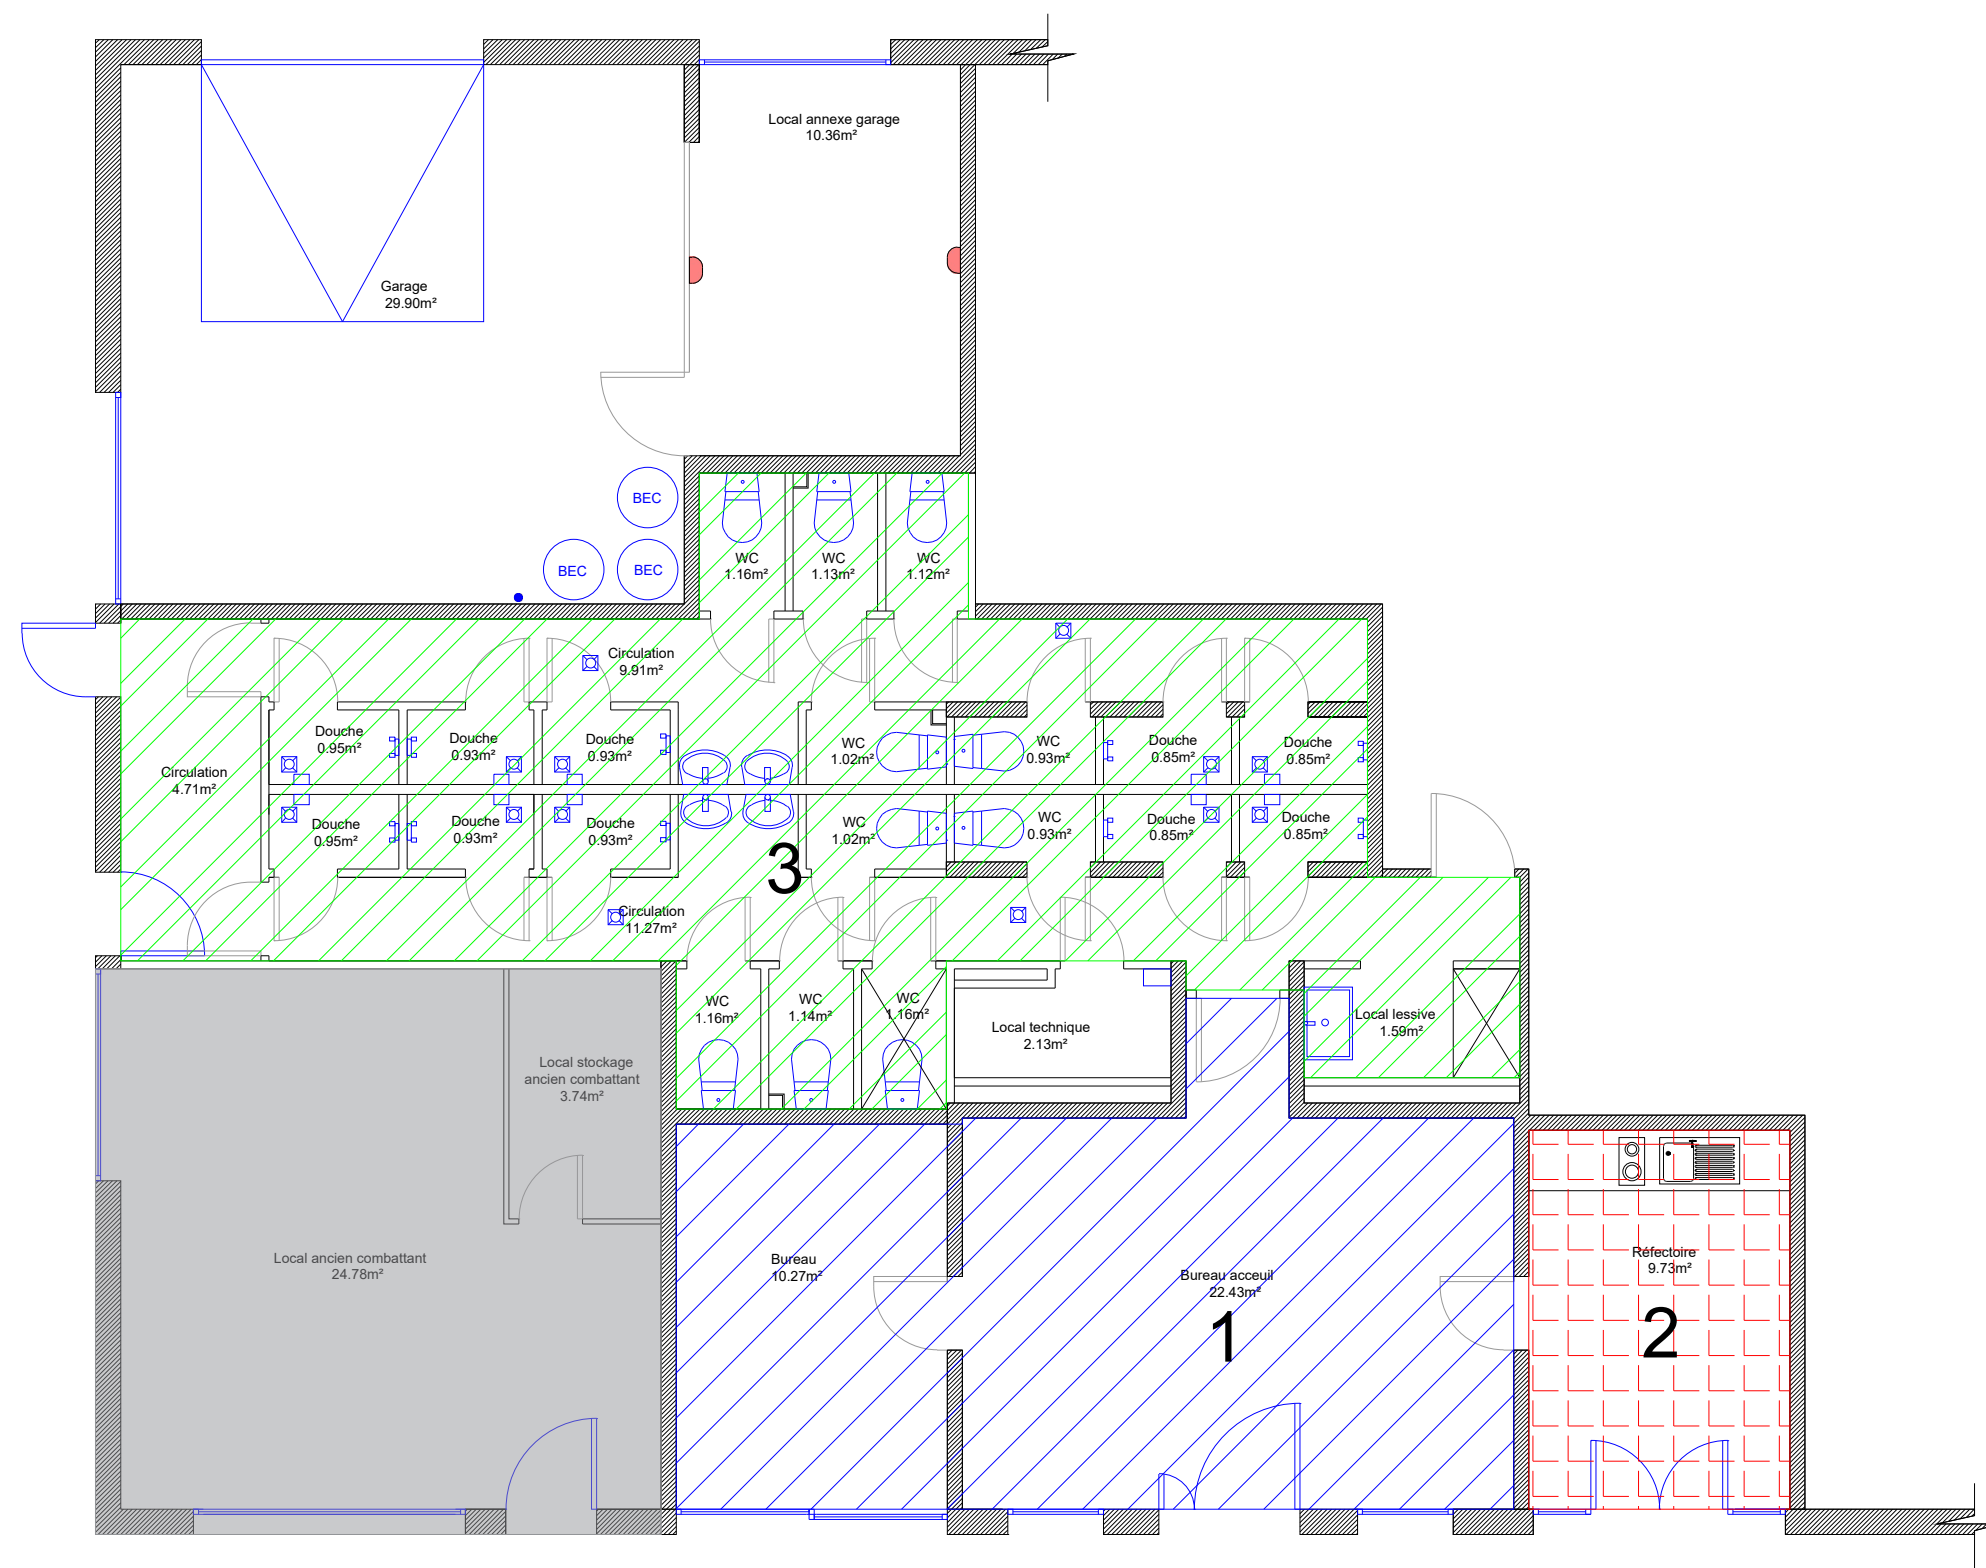 Local annexe garage
10.36m²
Garage
29.90m²
BEC
BEC
BEC
WC
1.16m²
WC
1.13m²
WC
1.12m²
Circulation
9.91m²
Circulation
4.71m²
Douche
0.95m²
Douche
0.93m²
Douche
0.93m²
WC
1.02m²
WC
0.93m²
Douche
0.85m²
Douche
0.85m²
Douche
0.95m²
Douche
0.93m²
Douche
0.93m²
WC
1.02m²
WC
0.93m²
Douche
0.85m²
Douche
0.85m²
3
Circulation
11.27m²
WC
1.16m²
WC
1.14m²
WC
1.16m²
Local technique
2.13m²
Local lessive
1.59m²
Local stockage
ancien combattant
3.74m²
Local ancien combattant
24.78m²
Bureau
10.27m²
Bureau acceuil
22.43m²
1
Réfectoire
9.73m²
2